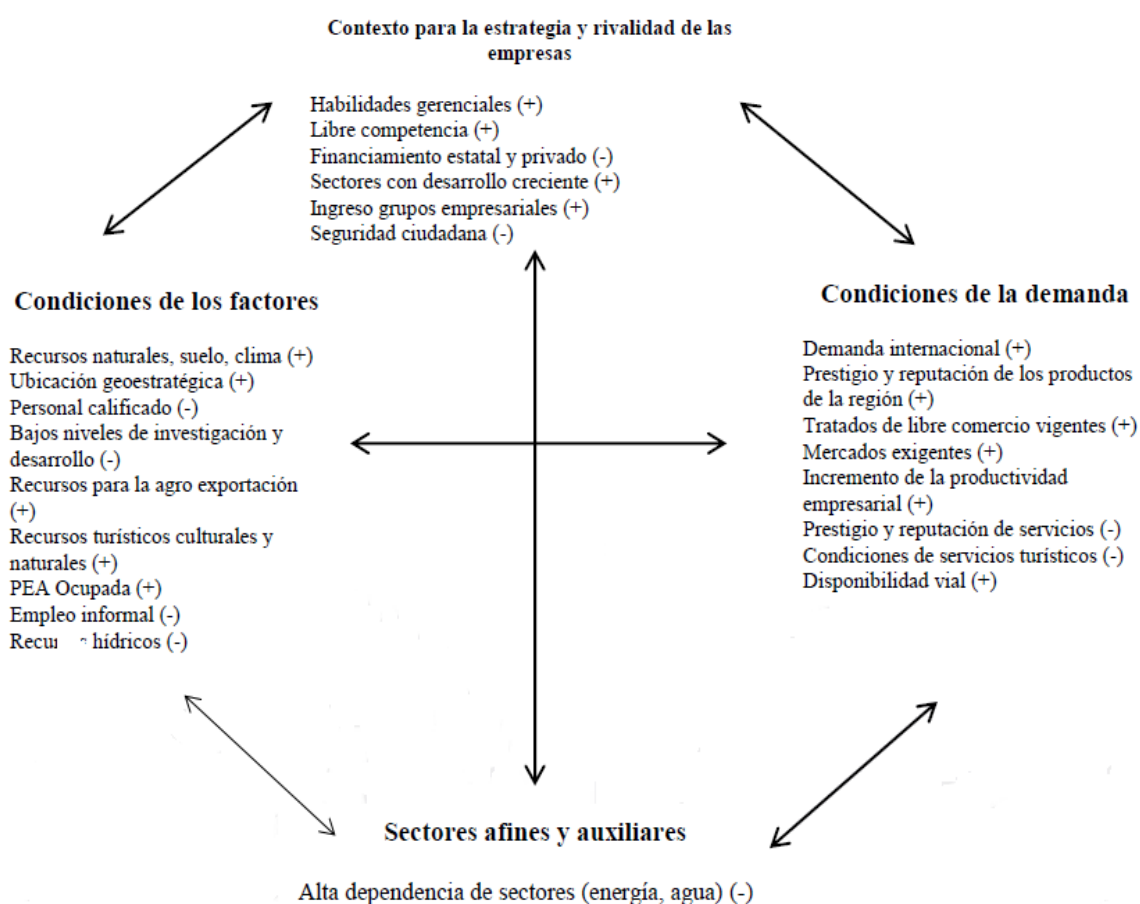 Contexto para la estrategia y rivalidad de las
empresas
Habilidades gerenciales (+)
Libre competencia (+)
Financiamiento estatal y privado (-)
Sectores con desarrollo creciente (+)
Ingreso grupos empresariales (+)
Seguridad ciudadana (-)
Condiciones de los factores
Recursos naturales, suelo, clima (+)
Ubicación geoestratégica (+)
Personal calificado (-)
Bajos niveles de investigación y
desarrollo (-)
Recursos para la agro exportación
(+)
Recursos turísticos culturales y
naturales (+)
PEA Ocupada (+)
Empleo informal (-)
hídricos (-)
Condiciones de la demanda
Demanda internacional (+)
Prestigio y reputación de los productos
de la región (+)
Tratados de libre comercio vigentes (+)
Mercados exigentes (+)
Incremento de la productividad
empresarial (+)
Prestigio y reputación de servicios (-)
Condiciones de servicios turísticos (-)
Disponibilidad vial (+)
Sectores afines y auxiliares
Alta dependencia de sectores (energía, agua) (-)